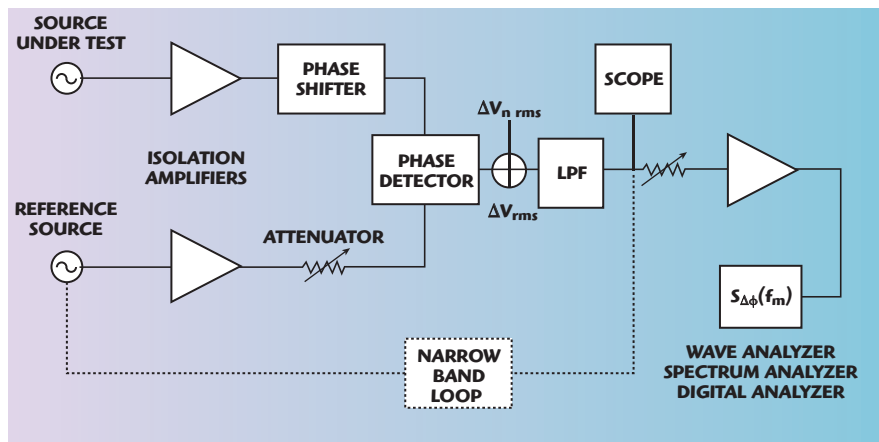 SOURCE
UNDER TEST
PHASE
SHIFTER
SCOPE
ΔVn rms
ISOLATION
AMPLIFIERS
PHASE
DETECTOR
LPF
ΔVrms
REFERENCE
SOURCE
ATTENUATOR
SΔϕ(fm)
NARROW
BAND
LOOP
WAVE ANALYZER
SPECTRUM ANALYZER
DIGITAL ANALYZER